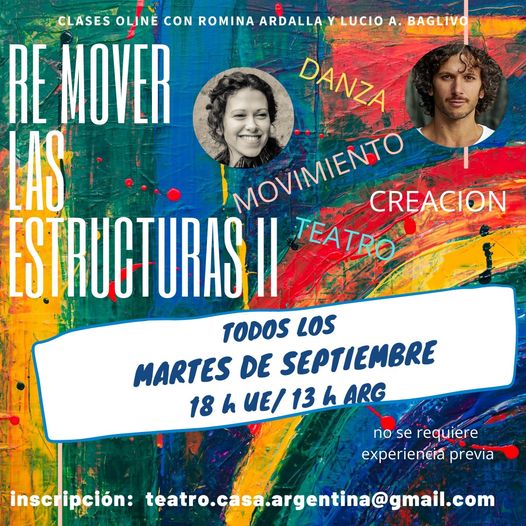 CLASES OLINE CON ROMINA ARDALLA Y LUCIO A. BAGLIVO
RE MOVER
LAS
ESTRUCTURAS II
DANZA
MOVIMIENTO
CREACION
TEATRO
TODOS LOS
MARTES DE SEPTIEMBRE
18 h UE/ 13 h ARG
no se requiere
experiencia previa
inscripción: teatro.casa.argentina@gmail.com